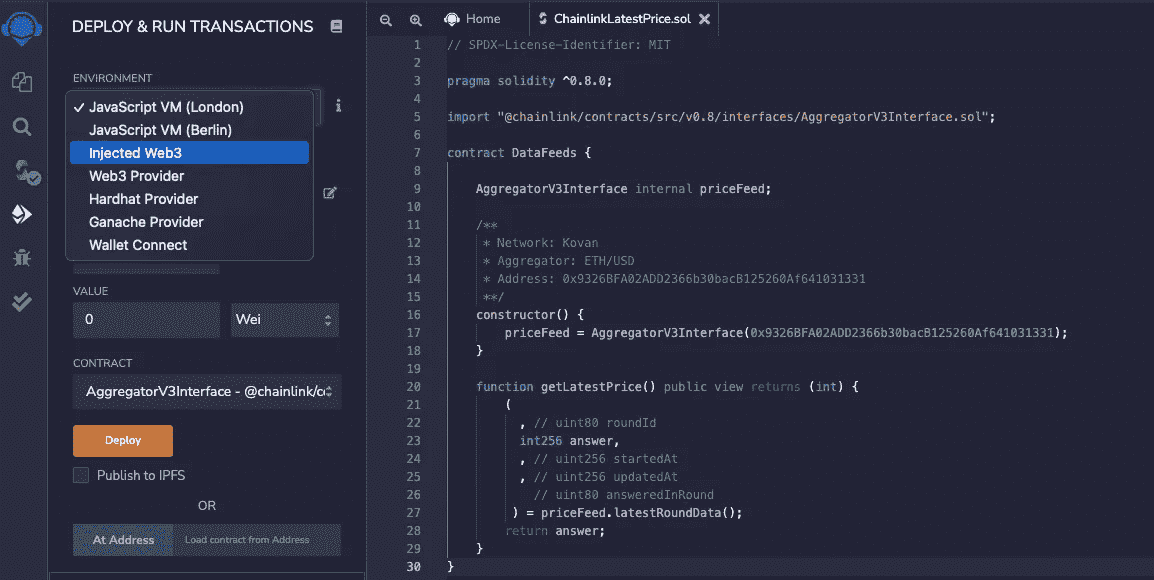 DEPLOY & RUN TRANSACTIONS
ENVIRONMENT
JavaScript VM (London)
JavaScript VM (Berlin)
Injected Web3
Web3 Provider
Hardhat Provider
Ganache Provider
Wallet Connect
VALUE
0 Wei
CONTRACT
AggregatorV3Interface - @chainlink/co
Deploy
Publish to IPFS
OR
At Address Load contract from Address
Home ChainlinkLatestPrice.sol
1 // SPDX-License-Identifier: MIT
2
3 pragma solidity ^0.8.0;
4
5 import "@chainlink/contracts/src/v0.8/interfaces/AggregatorV3Interface.sol";
6
7 contract DataFeeds {
8
9 AggregatorV3Interface internal priceFeed;
10
11 /**
12 * Network: Kovan
13 * Aggregator: ETH/USD
14 * Address: 0x9326BFA02ADD2366b30bacB125260Af641031331
15 **/
16 constructor() {
17 priceFeed = AggregatorV3Interface(0x9326BFA02ADD2366b30bacB125260Af641031331);
18 }
19
20 function getLatestPrice() public view returns (int) {
21 (
22 , // uint80 roundId
23 int256 answer,
24 , // uint256 startedAt
25 , // uint256 updatedAt
26 // uint80 answeredInRound
27 ) = priceFeed.latestRoundData();
28 return answer;
29 }
30 }